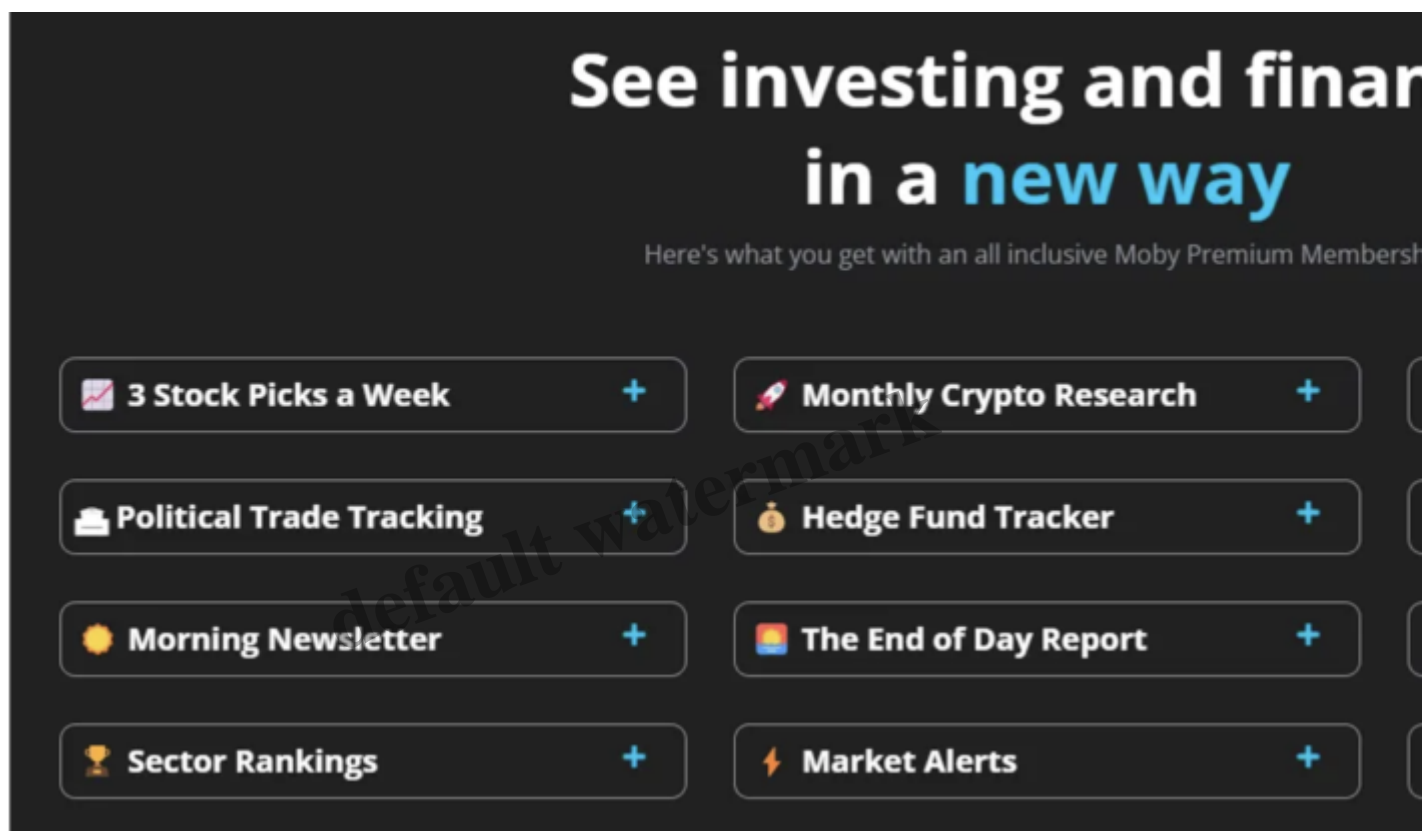 See investing and finan
in a new way
Here's what you get with an all inclusive Moby Premium Membersh
3 Stock Picks a Week +
Monthly Crypto Research +
Political Trade Tracking +
Hedge Fund Tracker +
Morning Newsletter +
The End of Day Report +
Sector Rankings +
Market Alerts +
default watermark